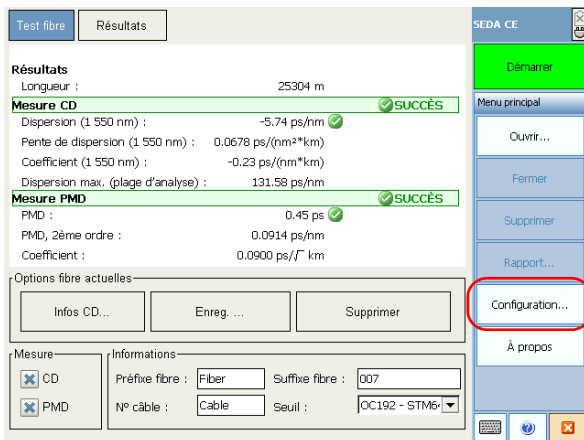 Test fibre
Résultats
Résultats
Longueur : 25304 m
Mesure CD SUCCÈS
Dispersion (1 550 nm) : -5.74 ps/nm
Pente de dispersion (1 550 nm) : 0.0678 ps/(nm²*km)
Coefficient (1 550 nm) : -0.23 ps/(nm*km)
Dispersion max. (plage d'analyse) : 131.58 ps/nm
Mesure PMD SUCCÈS
PMD : 0.45 ps
PMD, 2ème ordre : 0.0914 ps/nm
Coefficient : 0.0900 ps/√ km
Options fibre actuelles
Infos CD...
Enreg. ...
Supprimer
Mesure
CD
PMD
Informations
Préfixe fibre : Fiber Suffixe fibre : 007
Nº câble : Cable Seuil : OC192 - STM6
SEDA CE
Démarrer
Menu principal
Ouvrir...
Fermer
Supprimer
Rapport...
Configuration...
À propos